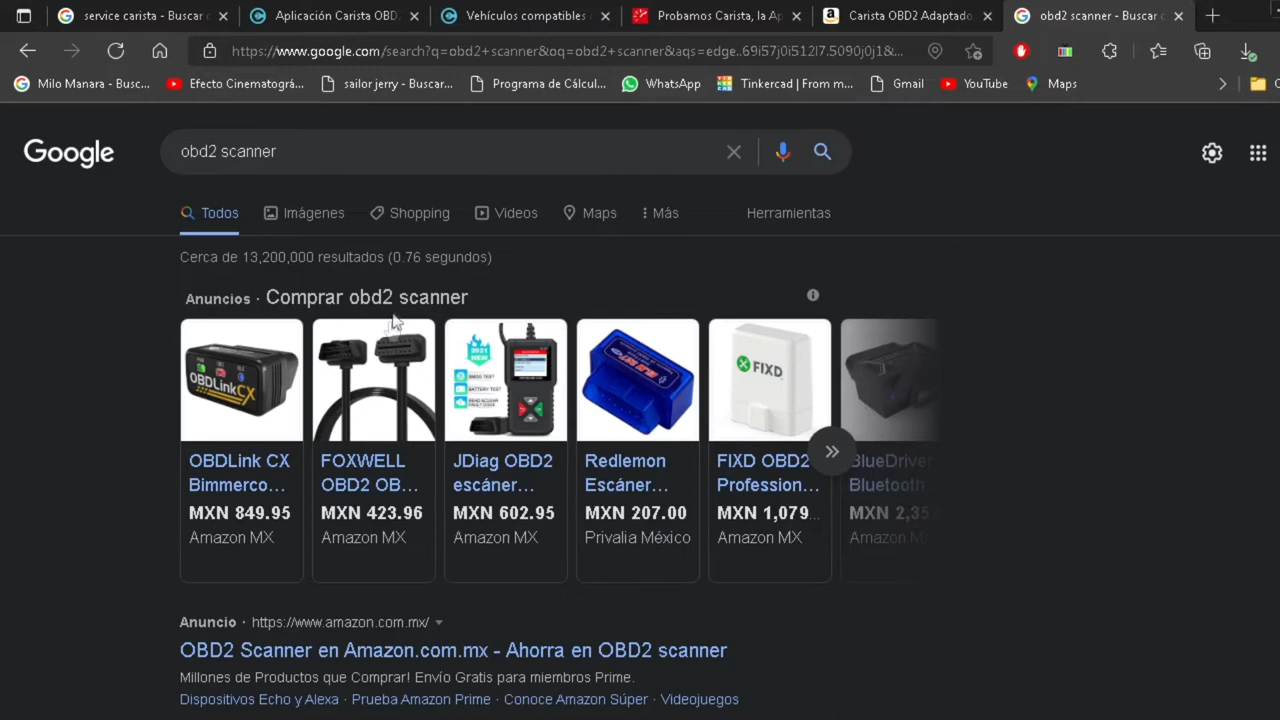 service carista - Buscar c
Aplicación Carista OBD
Vehículos compatibles
Probamos Carista, la Ap
Carista OBD2 Adaptado
obd2 scanner - Buscar c
https://www.google.com/search?q=obd2+scanner&oq=obd2+scanner&aqs=edge..69i57j0i512l7.5090j0j1&...
Milo Manara - Busc...
Efecto Cinematográ...
sailor jerry - Buscar...
Programa de Cálcul...
WhatsApp
Tinkercad | From m...
Gmail
YouTube
Maps
Google
obd2 scanner
Todos
Imágenes
Shopping
Videos
Maps
Más
Herramientas
Cerca de 13,200,000 resultados (0.76 segundos)
Anuncios · Comprar obd2 scanner
OBDLinkCX
FIXD
OBDLink CX
Bimmerco...
MXN 849.95
Amazon MX
FOXWELL
OBD2 OB...
MXN 423.96
Amazon MX
JDiag OBD2
escáner...
MXN 602.95
Amazon MX
Redlemon
Escáner...
MXN 207.00
Privalia México
FIXD OBD2
Profession...
MXN 1,079...
Amazon MX
BlueDriver
Bluetooth
MXN 2,35
Amazon MX
Anuncio · https://www.amazon.com.mx/
OBD2 Scanner en Amazon.com.mx - Ahorra en OBD2 scanner
Millones de Productos que Comprar! Envío Gratis para miembros Prime.
Dispositivos Echo y Alexa · Prueba Amazon Prime · Conoce Amazon Súper · Videojuegos